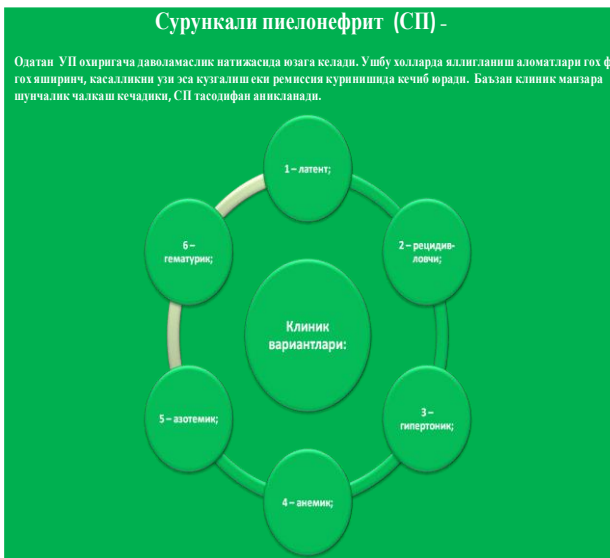 Сурункали пиелонефрит (СП) -
Одатан УП охиригача даволамаслик натижасида юзага келади. Ушбу холларда яллигланиш аломатлари гох ф
гох яширинч, касалликни узи эса кузгалиш еки ремиссия куринишида кечиб юради. Баъзан клиник манзара
шунчалик чалкаш кечадики, СП тасодифан аникланади.
1 – латент;
2 – рецидив-
ловчи;
3 –
гипертоник;
4 – анемик;
5 – азотемик;
6 –
гематурик;
Клиник
вариантлари: